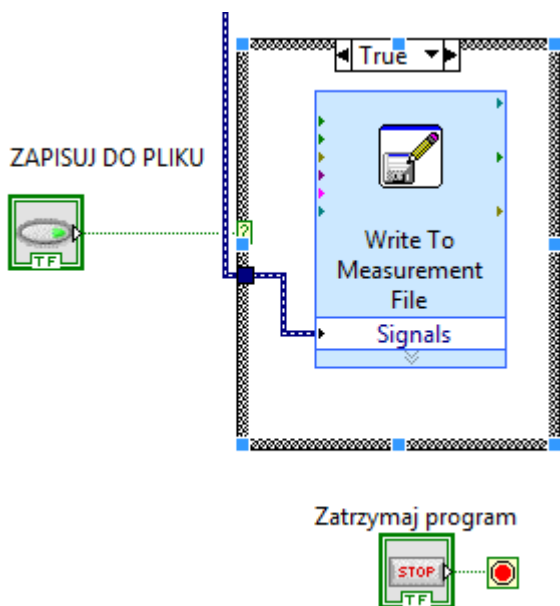 True
ZAPISUJ DO PLIKU
?
TF
Write To
Measurement
File
Signals
Zatrzymaj program
STOP
TF